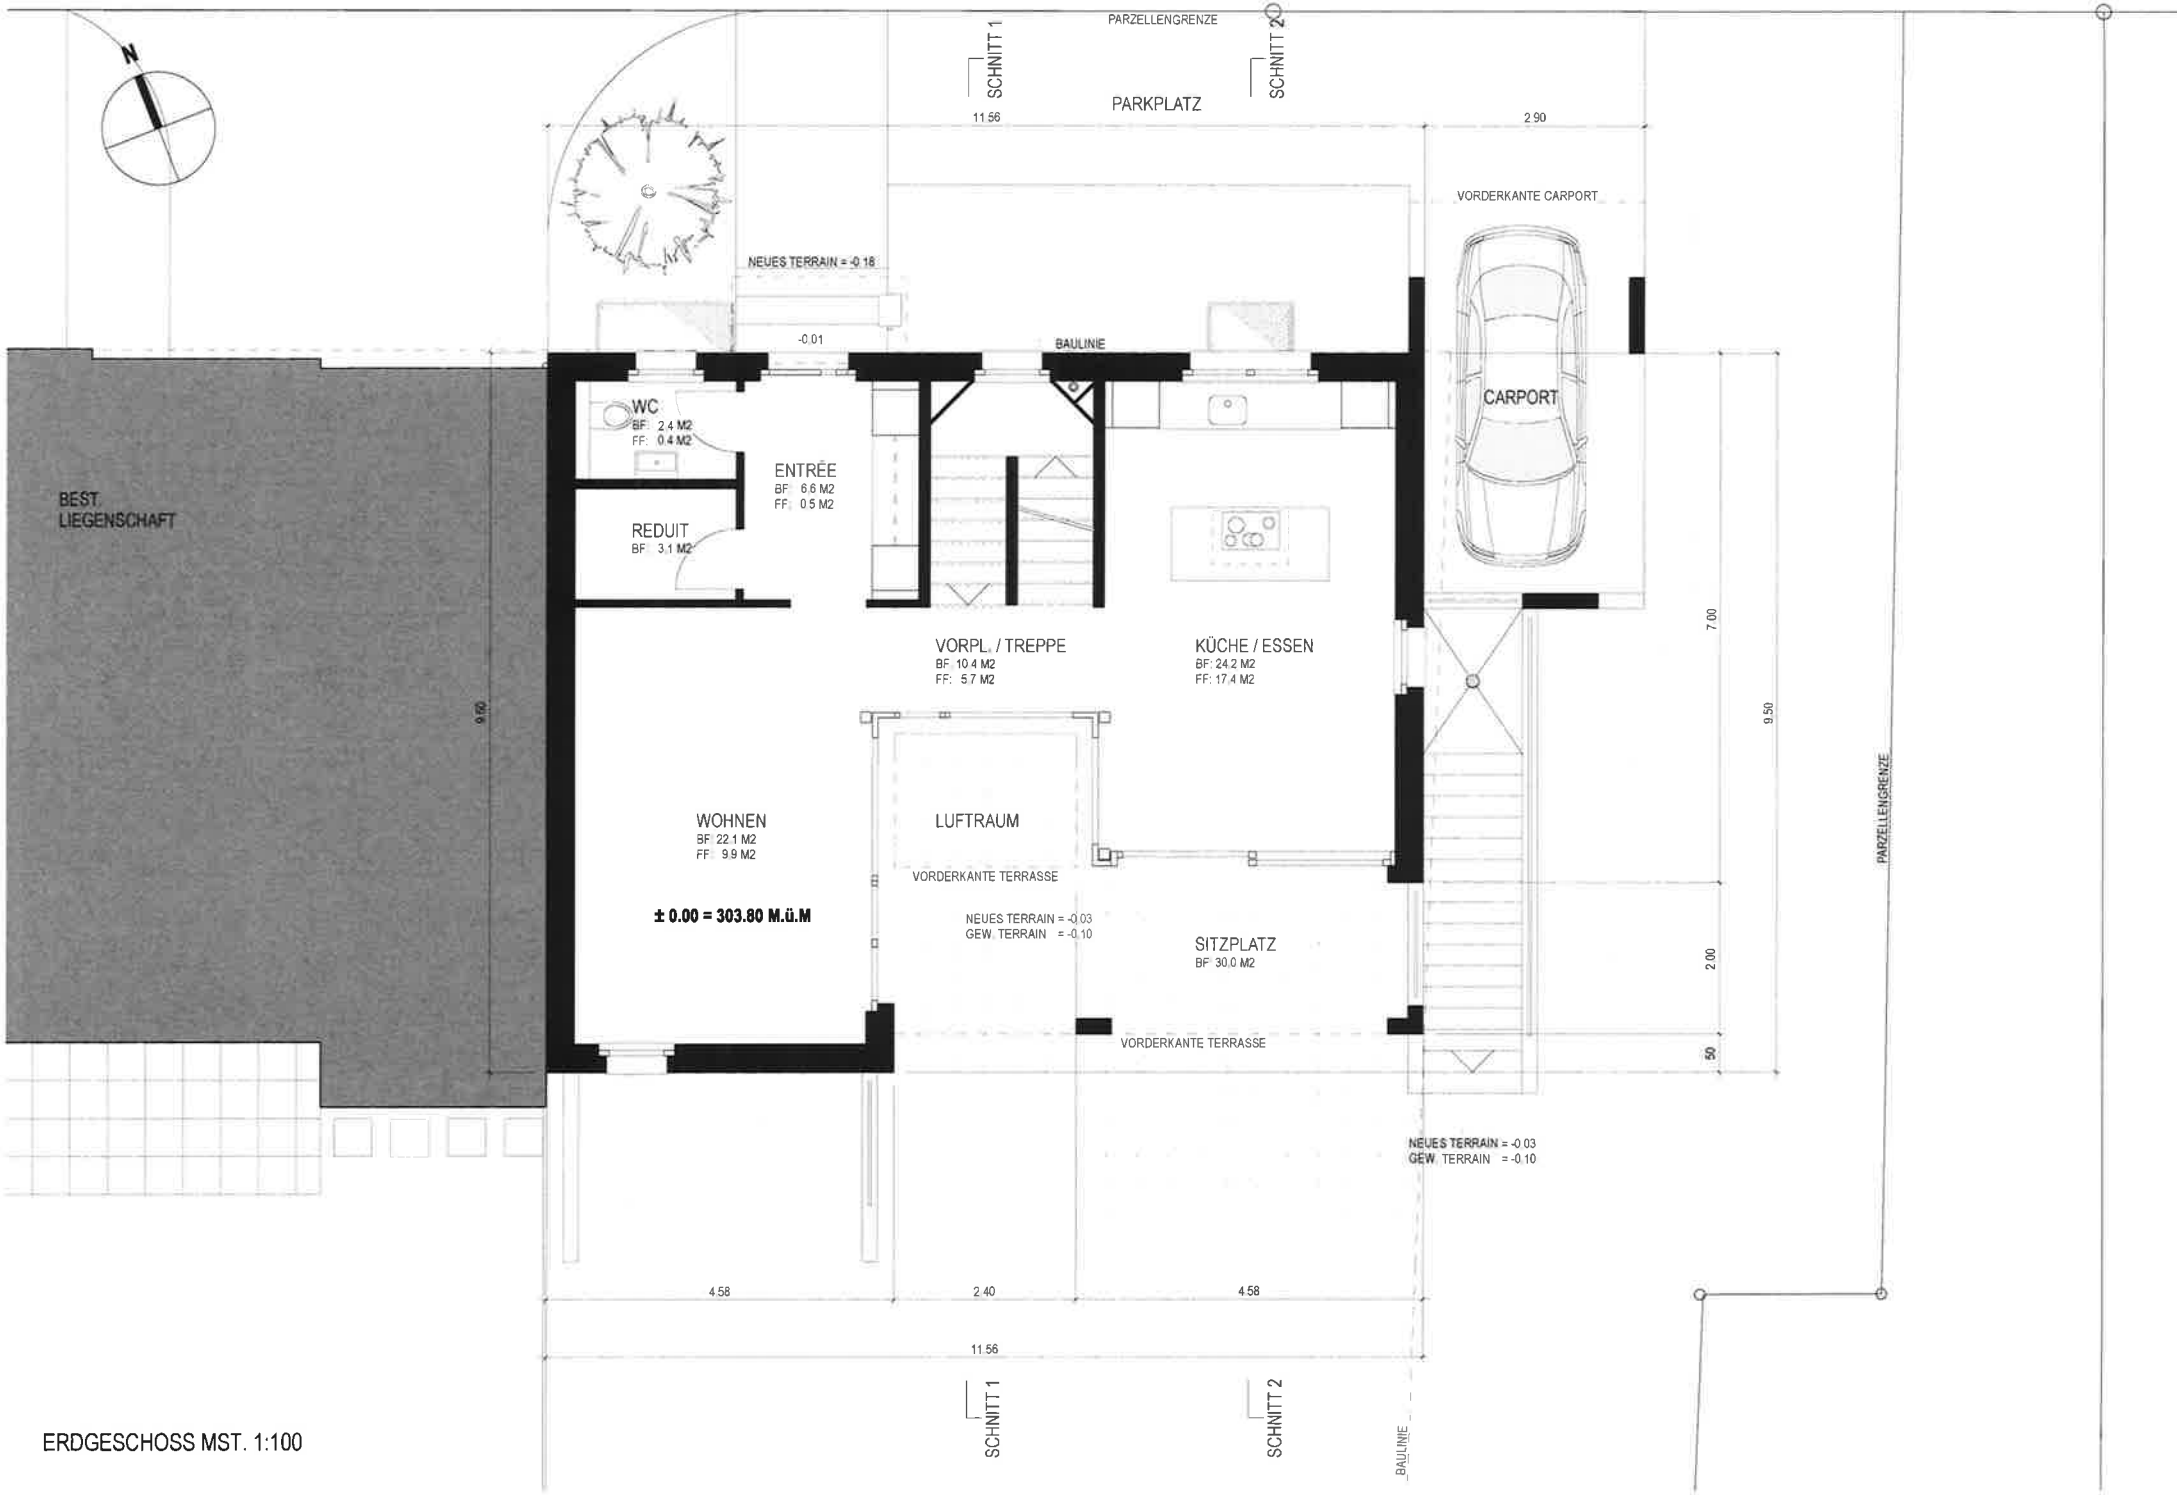 PARZELLENGRENZE
N
SCHNITT 1
SCHNITT 2
PARKPLATZ
11.56
2.90
VORDERKANTE CARPORT
NEUES TERRAIN = -0.18
-0.01
BAULINIE
WC
BF: 2.4 M2
FF: 0.4 M2
CARPORT
ENTRÉE
BF: 6.6 M2
FF: 0.5 M2
BEST.
LIEGENSCHAFT
REDUIT
BF: 3.1 M2
7.00
VORPL. / TREPPE
BF: 10.4 M2
FF: 5.7 M2
KÜCHE / ESSEN
BF: 24.2 M2
FF: 17.4 M2
9.50
PARZELLENGRENZE
WOHNEN
BF: 22.1 M2
FF: 9.9 M2
LUFTRAUM
VORDERKANTE TERRASSE
± 0.00 = 303.80 M.ü.M
NEUES TERRAIN = -0.03
GEW. TERRAIN = -0.10
SITZPLATZ
BF: 30.0 M2
2.00
VORDERKANTE TERRASSE
50
NEUES TERRAIN = -0.03
GEW. TERRAIN = -0.10
4.58
2.40
4.58
11.56
SCHNITT 1
SCHNITT 2
BAULINIE
ERDGESCHOSS MST. 1:100